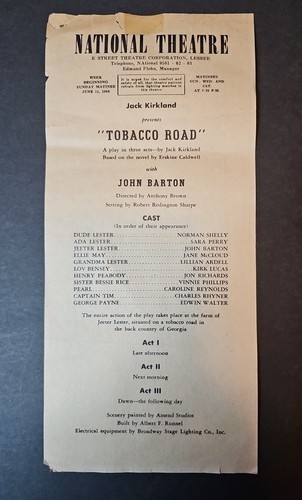 NATIONAL THEATRE
E STREET THEATRE CORPORATION, LESSEE
Telephone, NAtional 0501 - 02 - 03
Edmund Plohn, Manager
WEEK
BEGINNING
SUNDAY MATINEE
JUNE 11,
It is urged for the comfort and
safety of all, that theatre patrons
refrain from lighting matches in
this theatre.
MATINEES
SUN., WED. AND
SAT.
AT 2:30 P.M.
Jack Kirkland
presents
"TOBACCO ROAD"
A play in three acts—by Jack Kirkland
Based on the novel by Erskine Caldwell
with
JOHN BARTON
Directed by Anthony Brown
Setting by Robert Redington Sharpe
CAST
(In order of their appearance)
DUDE LESTER NORMAN SHELLY
ADA LESTER SARA PERRY
JEETER LESTER JOHN BARTON
ELLIE MAY JANE McCLOUD
GRANDMA LESTER LILLIAN ARDELL
LOV BENSEY KIRK LUCAS
HENRY PEABODY JON RICHARDS
SISTER BESSIE RICE VINNIE PHILLIPS
PEARL CAROLINE REYNOLDS
CAPTAIN TIM CHARLES RHYNER
GEORGE PAYNE EDWIN WALTER
The entire action of the play takes place at the farm of
Jeeter Lester, situated on a tobacco road in
the back country of Georgia
Act I
Late afternoon
Act II
Next morning
Act III
Dawn—the following day
Scenery painted by Amend Studios
Built by Albert F. Runnel
Electrical equipment by Broadway Stage Lighting Co., Inc.